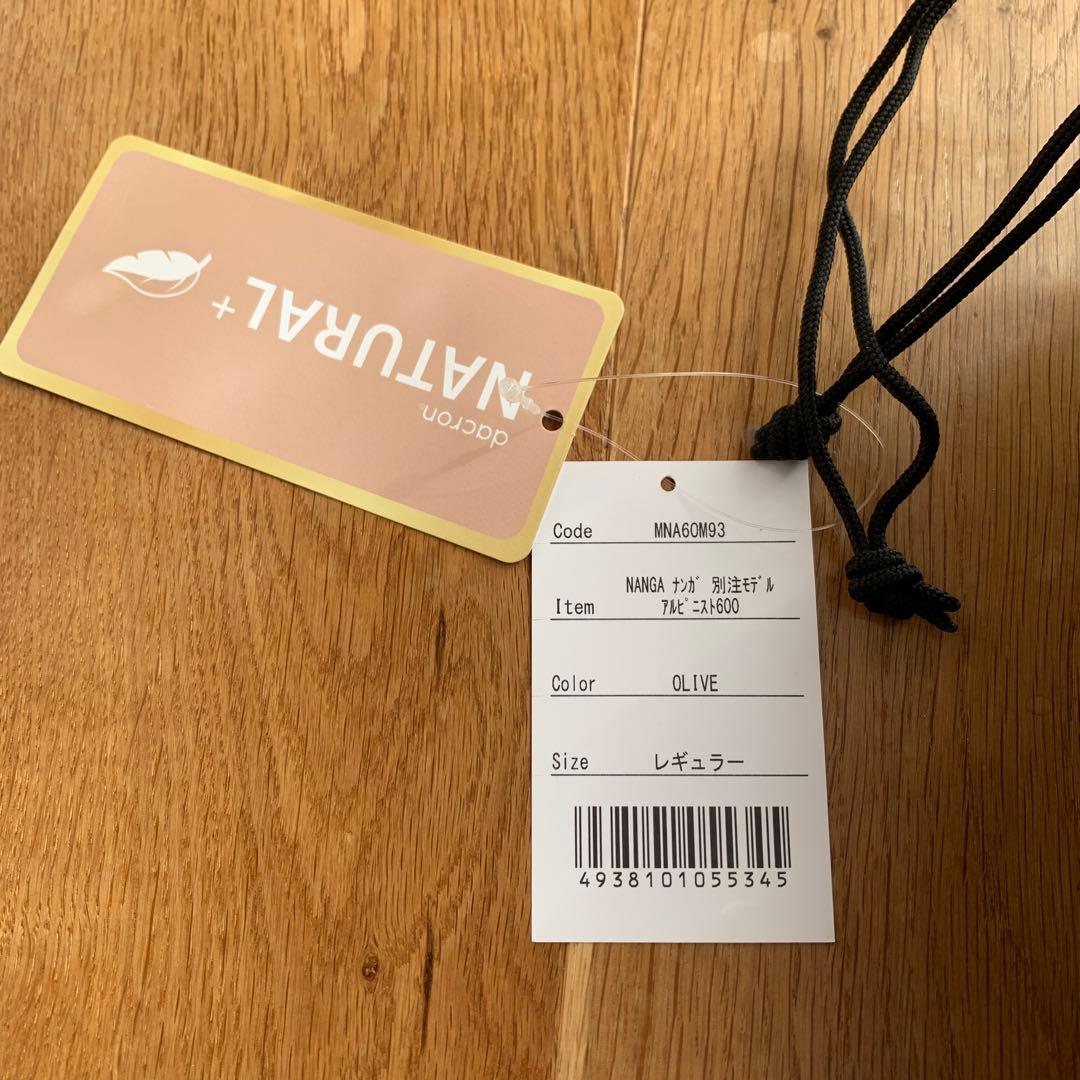 dacron
NATURAL+
Code MNA60M93
NANGA ﾅﾝｶﾞ 別注ﾓﾃﾞﾙ
Item ｱﾙﾋﾟﾆｽﾄ600
Color OLIVE
Size レギュラー
4938101055345